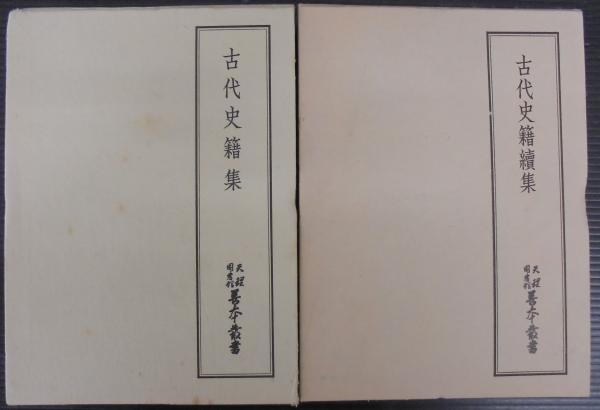 古代史籍集
天理
図書館
善本叢書
古代史籍續集
天理
図書館
善本叢書